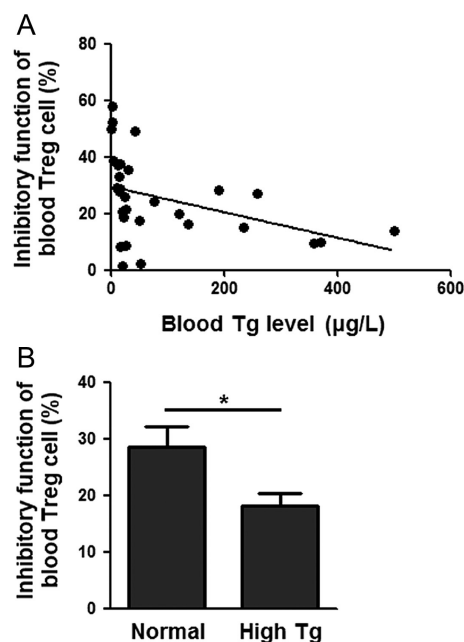 A
Inhibitory function of
blood Treg cell (%)
80
60
40
20
0
0 200 400 600
Blood Tg level (µg/L)
B
Inhibitory function of
blood Treg cell (%)
40
30
20
10
0
*
Normal High Tg